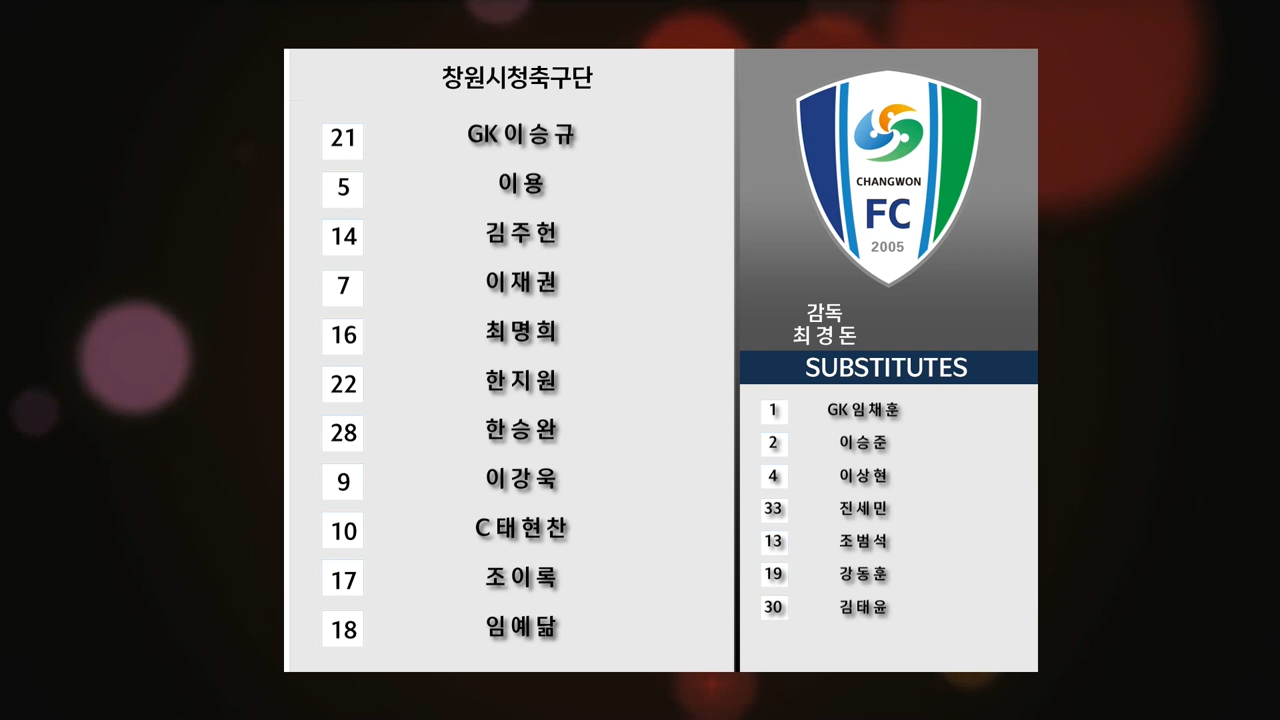 창원시청축구단
21 GK 이승규
5 이용
14 김주헌
7 이재권
16 최명희
22 한지원
28 한승완
9 이강욱
10 C 태현찬
17 조이록
18 임예닮
CHANGWON
FC
2005
감독
최경돈
SUBSTITUTES
1 GK 임채훈
2 이승준
4 이상현
33 진세민
13 조범석
19 강동훈
30 김태윤